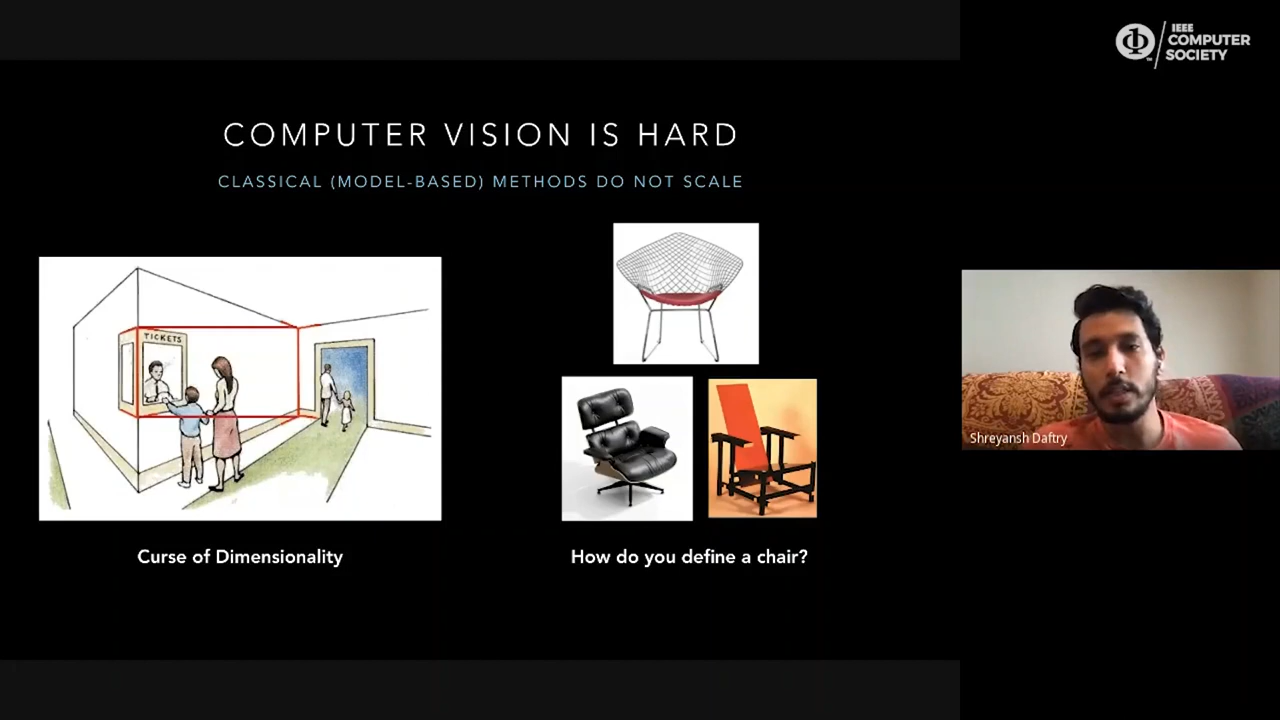 IEEE
COMPUTER
SOCIETY
COMPUTER VISION IS HARD
CLASSICAL (MODEL-BASED) METHODS DO NOT SCALE
TICKETS
Shreyansh Daftry
Curse of Dimensionality
How do you define a chair?